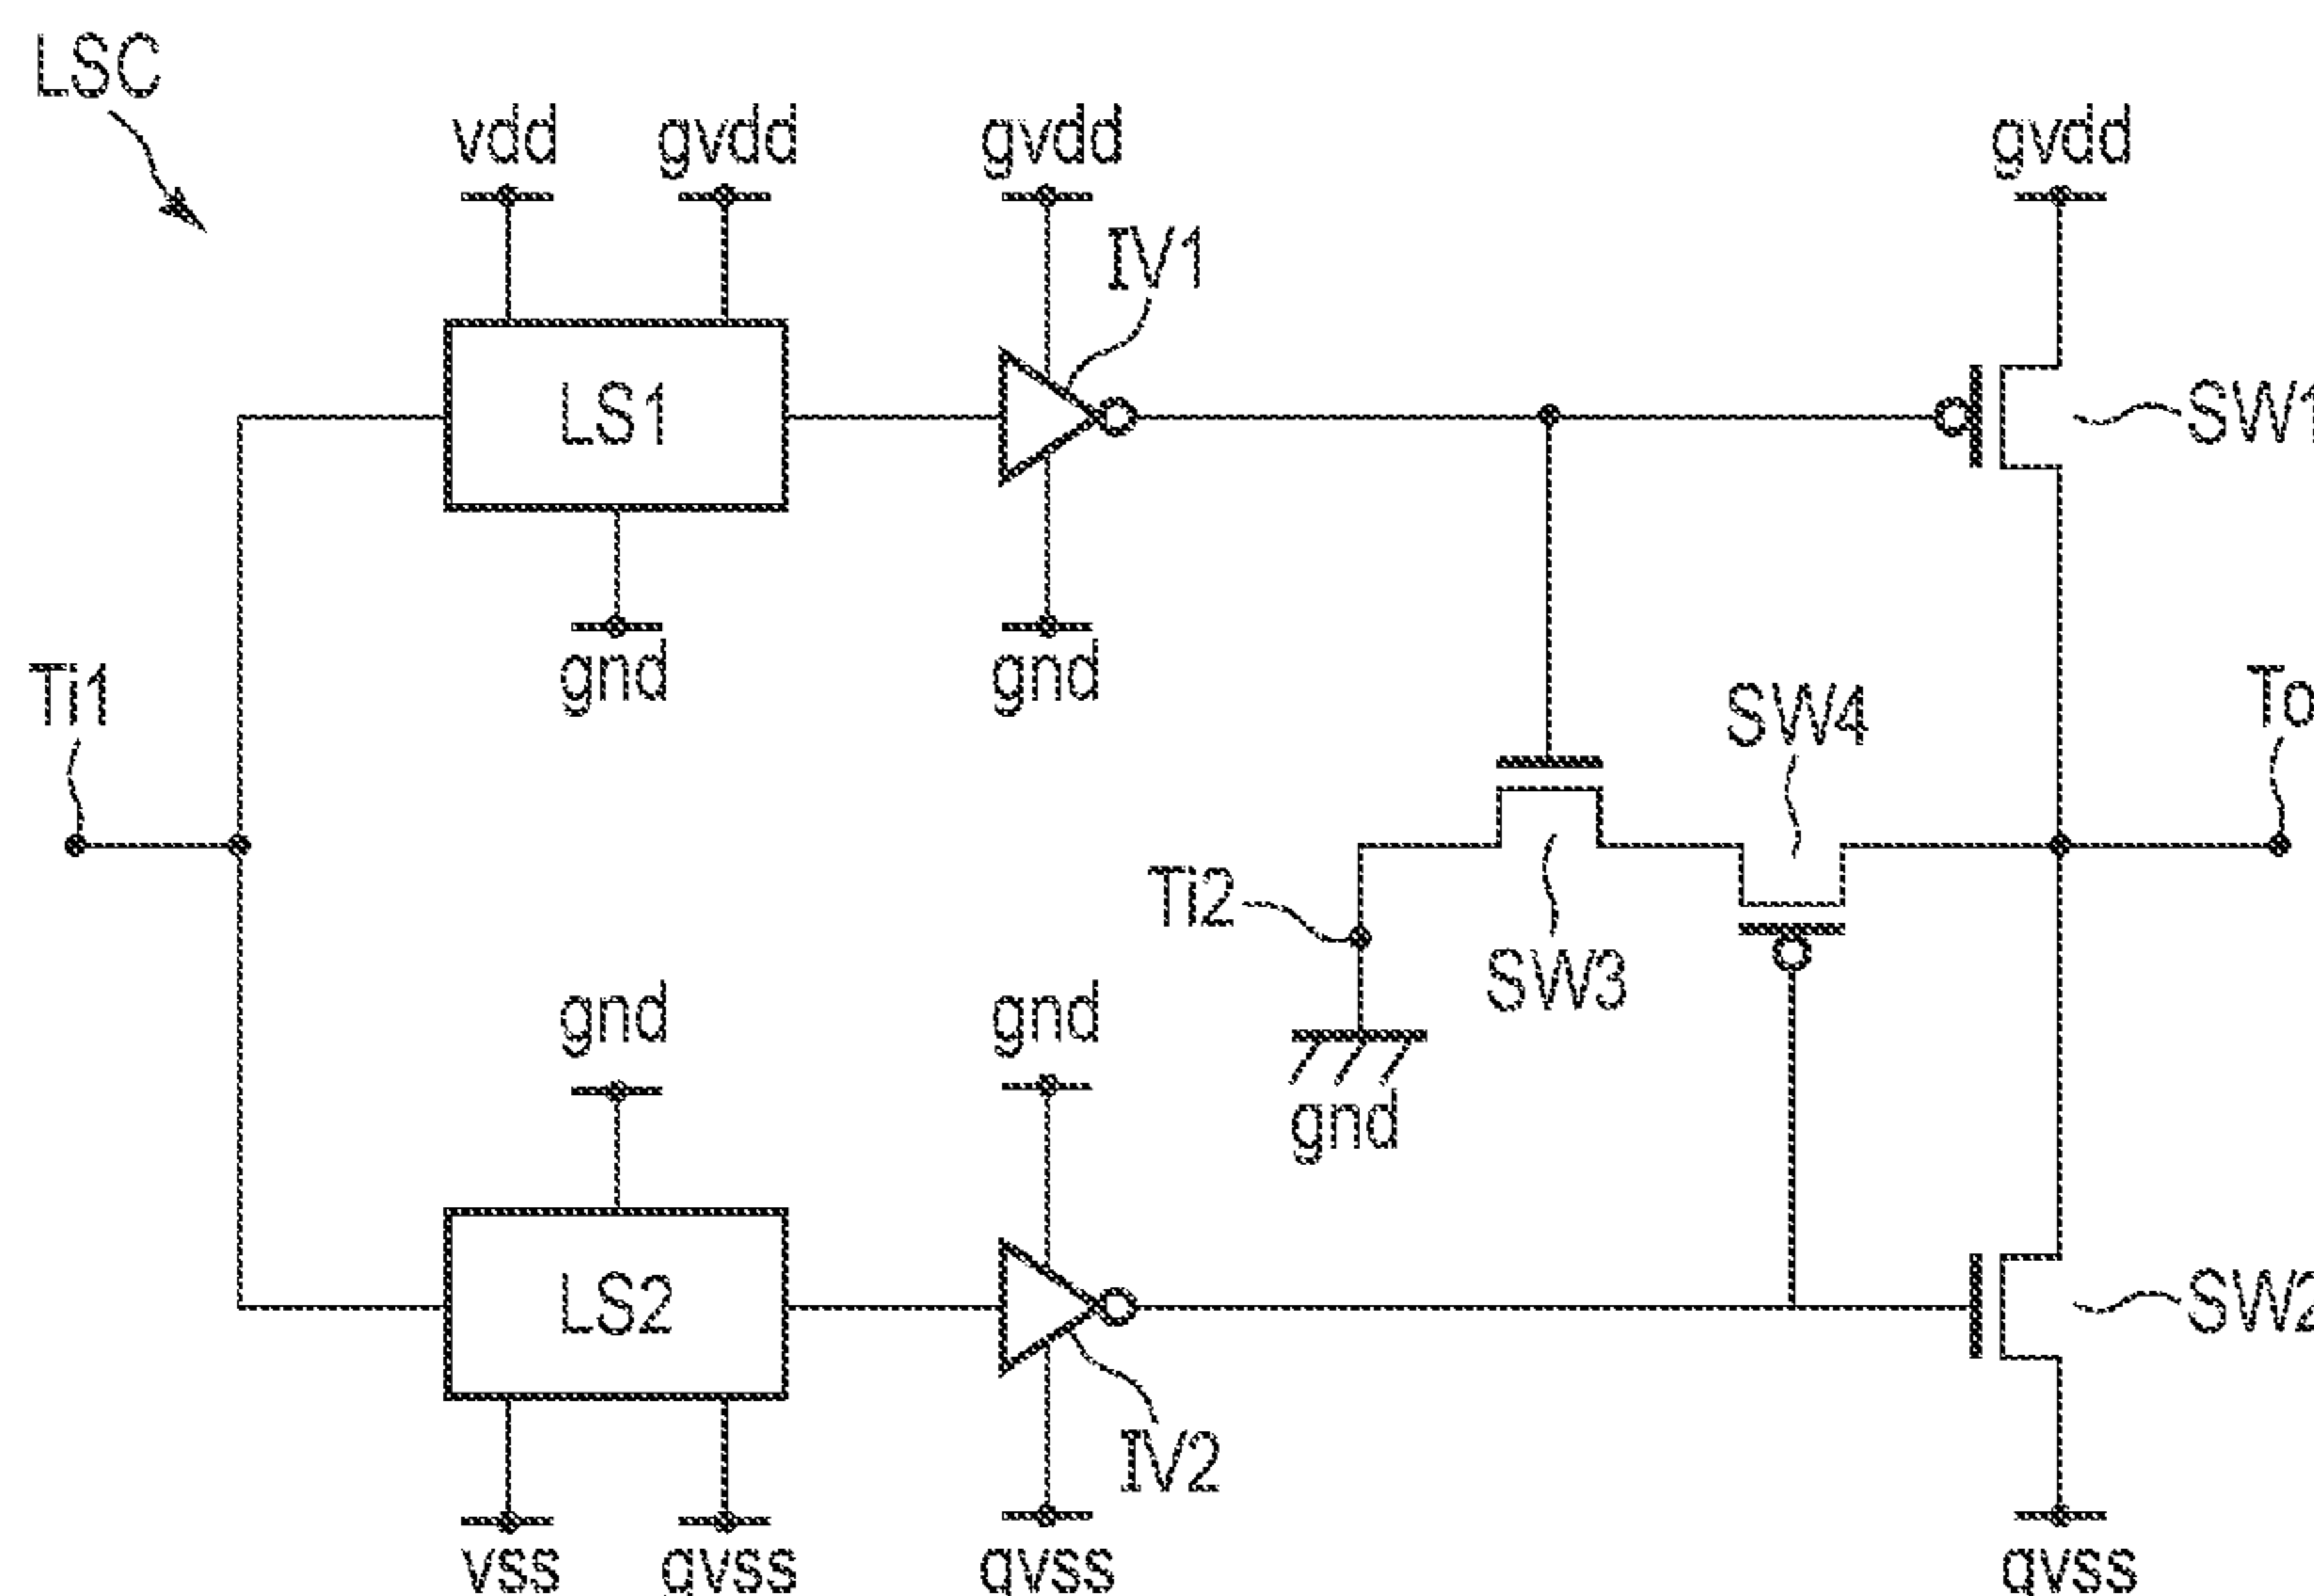 LSC
vdd
gvdd
gvdd
gvdd
IV1
LS1
SW1
gnd
gnd
Ti1
SW4
To
Ti2
SW3
gnd
gnd
gnd
LS2
SW2
IV2
vss
gvss
gvss
gvss